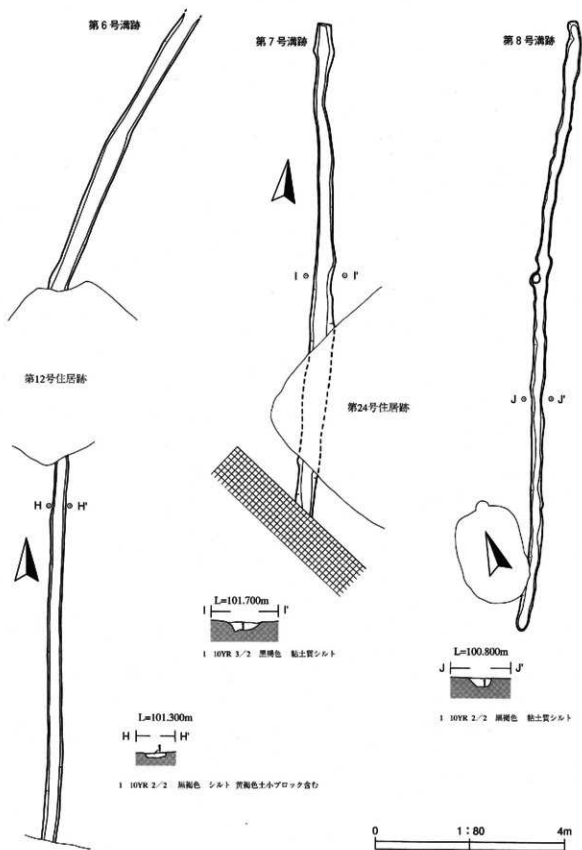 第6号溝跡
第7号溝跡
第8号溝跡
I I'
第12号住居跡
第24号住居跡
J J'
H H'
L=101.700m
I I'
1 10YR 3／2 黒褐色 粘土質シルト
L=100.800m
J J'
1 10YR 2／2 黒褐色 粘土質シルト
L=101.300m
H H'
1
1 10YR 2／2 黒褐色 シルト 黄褐色土小ブロック含む
0 1：80 4m